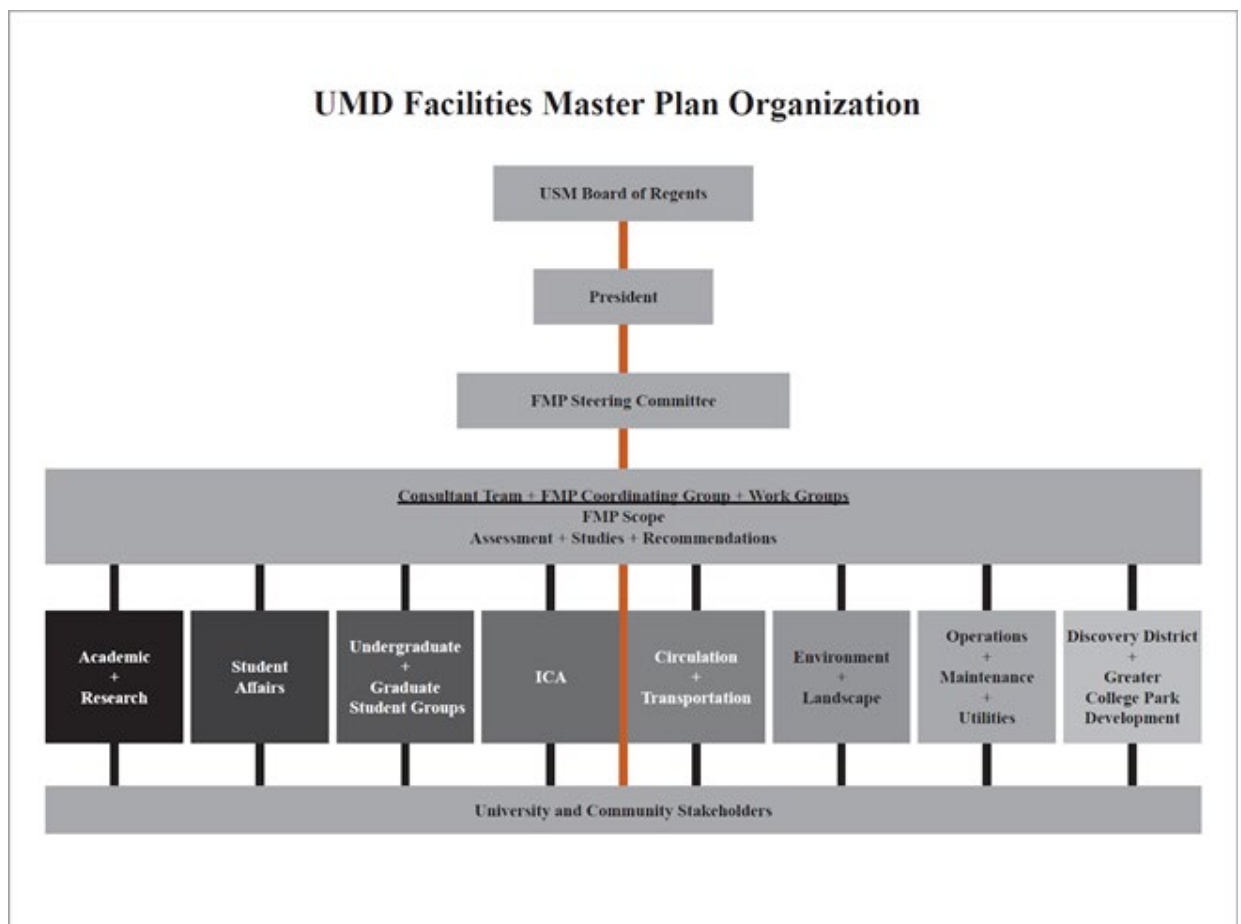 UMD Facilities Master Plan Organization
USM Board of Regents
President
FMP Steering Committee
Consultant Team + FMP Coordinating Group + Work Groups
FMP Scope
Assessment + Studies + Recommendations
Academic
+
Research
Student
Affairs
Undergraduate
+
Graduate
Student Groups
ICA
Circulation
+
Transportation
Environment
+
Landscape
Operations
+
Maintenance
+
Utilities
Discovery District
+
Greater
College Park
Development
University and Community Stakeholders